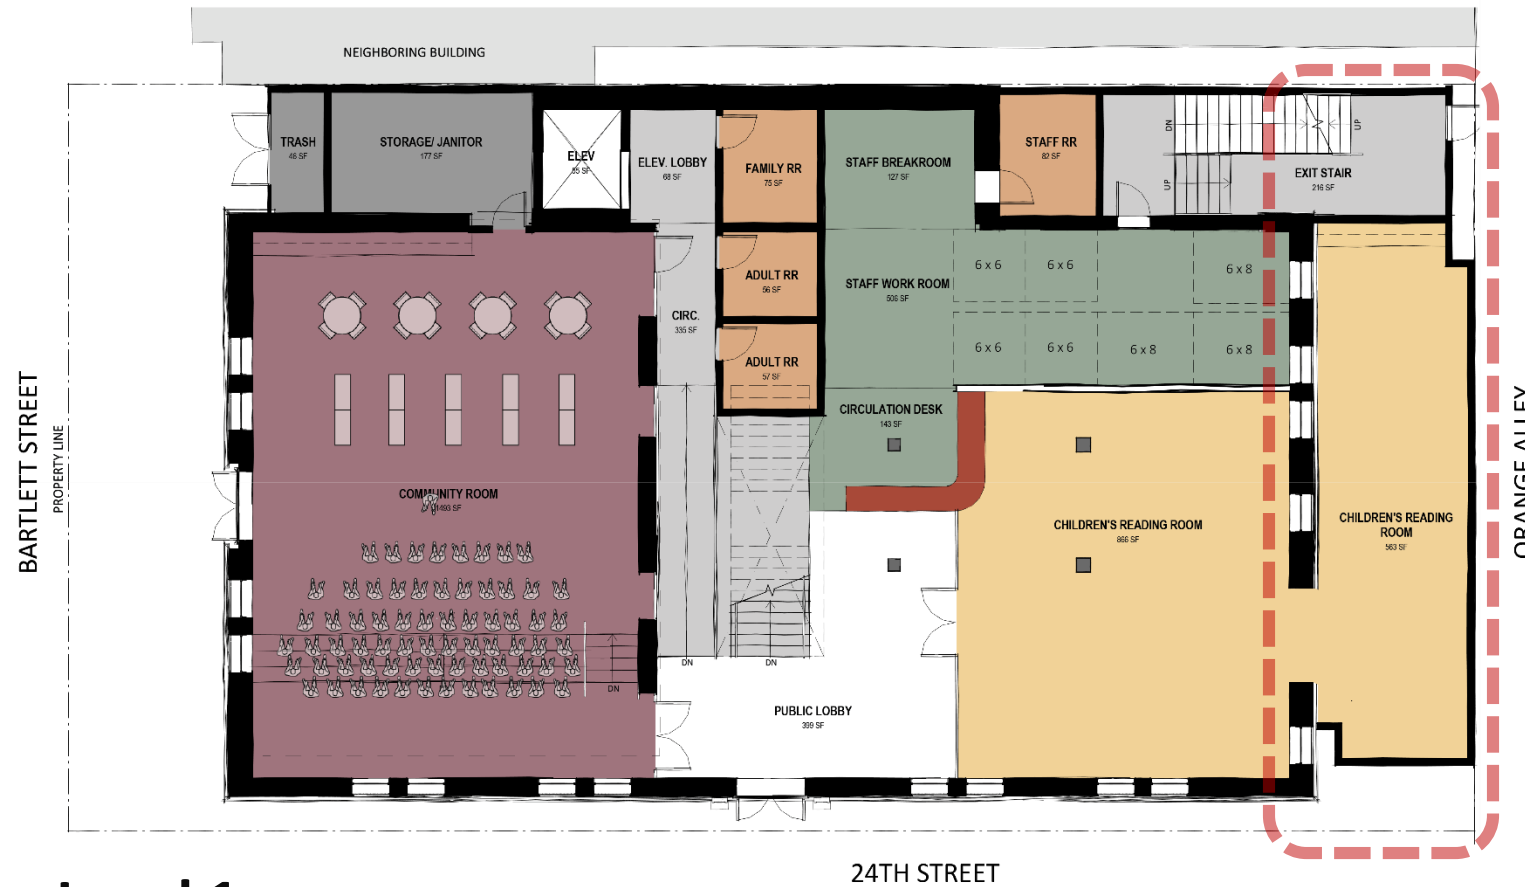 NEIGHBORING BUILDING
TRASH
46 SF
STORAGE/ JANITOR
177 SF
ELEV
55 SF
ELEV. LOBBY
68 SF
FAMILY RR
75 SF
STAFF BREAKROOM
127 SF
STAFF RR
82 SF
DN
UP
UP
EXIT STAIR
216 SF
ADULT RR
56 SF
STAFF WORK ROOM
506 SF
6 x 6
6 x 6
6 x 8
CIRC.
335 SF
ADULT RR
57 SF
6 x 6
6 x 6
6 x 8
6 x 8
CIRCULATION DESK
143 SF
BARTLETT STREET
PROPERTY LINE
COMMUNITY ROOM
1493 SF
CHILDREN'S READING ROOM
866 SF
CHILDREN'S READING
ROOM
563 SF
ORANGE ALLEY
DN
DN
DN
PUBLIC LOBBY
399 SF
24TH STREET
Level 1